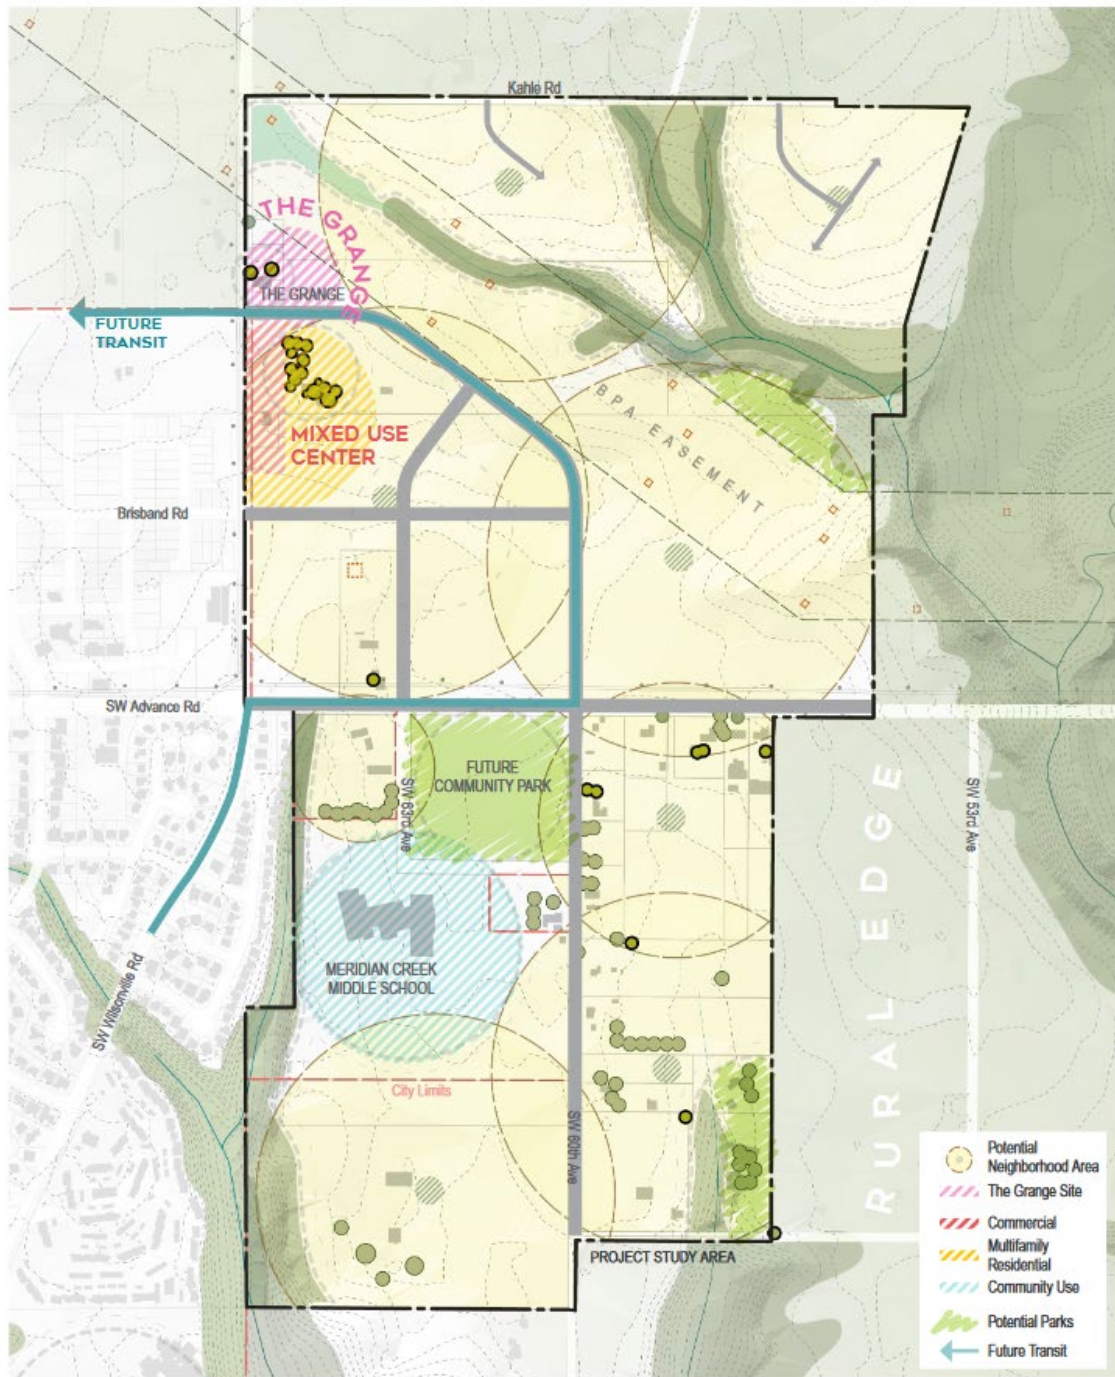 Kahle Rd
THE GRANGE
THE GRANGE
FUTURE
TRANSIT
BPA EASEMENT
MIXED USE
CENTER
Brisband Rd
SW Advance Rd
FUTURE
COMMUNITY PARK
SW 63rd Ave
SW 53rd Ave
RURAL EDGE
MERIDIAN CREEK
MIDDLE SCHOOL
SW Wilsonville Rd
City Limits
SW 60th Ave
PROJECT STUDY AREA
Potential
Neighborhood Area
The Grange Site
Commercial
Multifamily
Residential
Community Use
Potential Parks
Future Transit